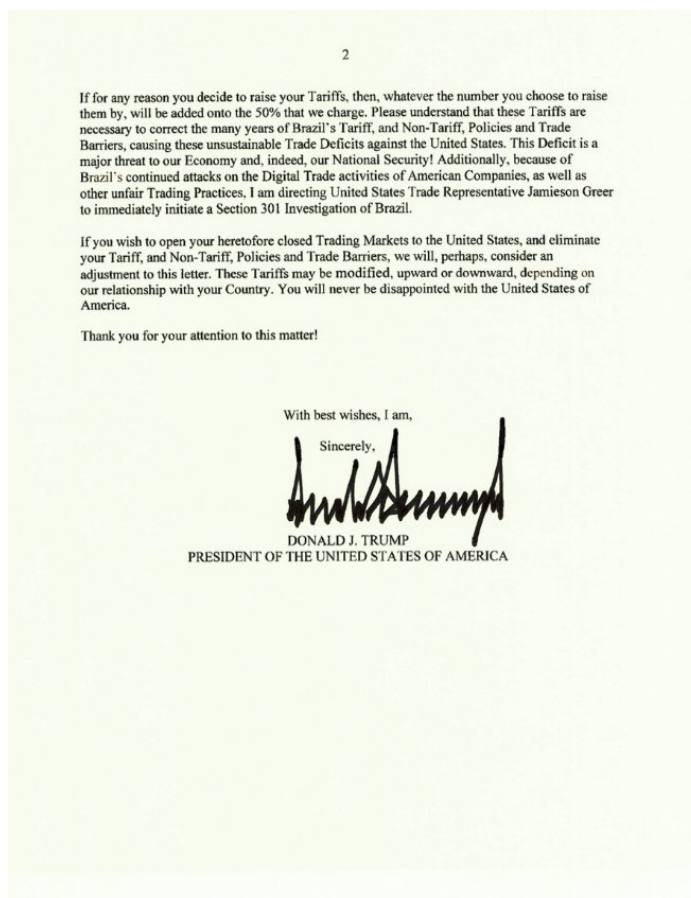 2
If for any reason you decide to raise your Tariffs, then, whatever the number you choose to raise
them by, will be added onto the 50% that we charge. Please understand that these Tariffs are
necessary to correct the many years of Brazil's Tariff, and Non-Tariff, Policies and Trade
Barriers, causing these unsustainable Trade Deficits against the United States. This Deficit is a
major threat to our Economy and, indeed, our National Security! Additionally, because of
Brazil's continued attacks on the Digital Trade activities of American Companies, as well as
other unfair Trading Practices, I am directing United States Trade Representative Jamieson Greer
to immediately initiate a Section 301 Investigation of Brazil.
If you wish to open your heretofore closed Trading Markets to the United States, and eliminate
your Tariff, and Non-Tariff, Policies and Trade Barriers, we will, perhaps, consider an
adjustment to this letter. These Tariffs may be modified, upward or downward, depending on
our relationship with your Country. You will never be disappointed with the United States of
America.
Thank you for your attention to this matter!
With best wishes, I am,
Sincerely,
DONALD J. TRUMP
PRESIDENT OF THE UNITED STATES OF AMERICA